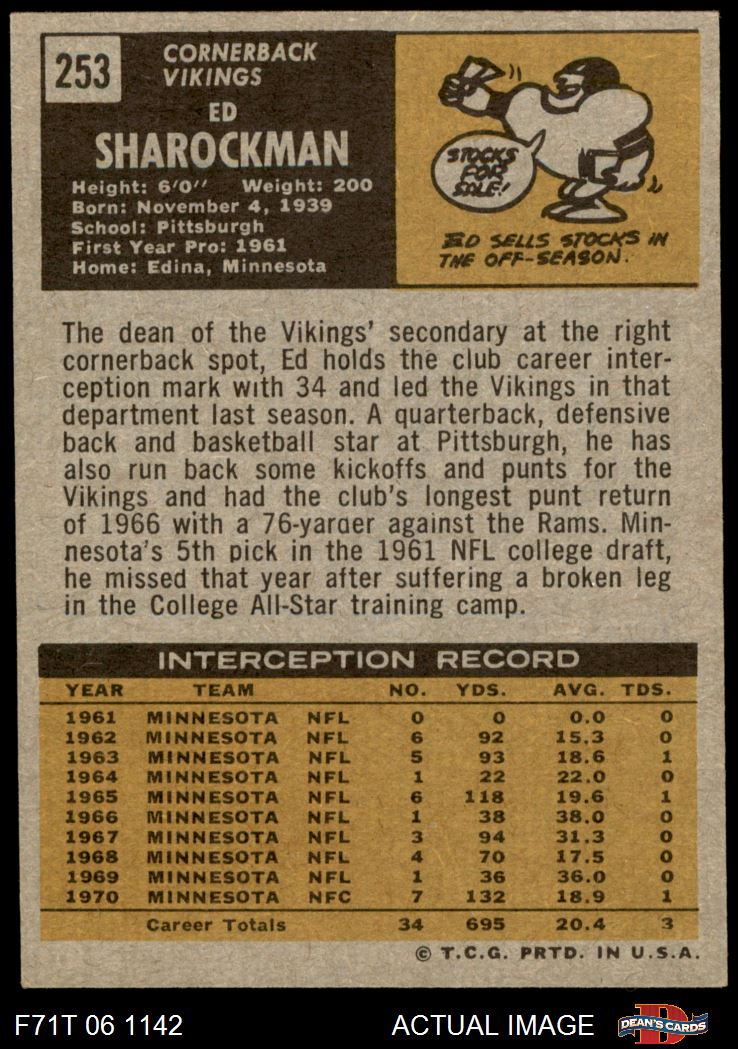 253
CORNERBACK
VIKINGS
ED
SHAROCKMAN
Height: 6'0" Weight: 200
Born: November 4, 1939
School: Pittsburgh
First Year Pro: 1961
Home: Edina, Minnesota
STOCKS
FOR
SALE!
ED SELLS STOCKS IN
THE OFF-SEASON.
The dean of the Vikings' secondary at the right
cornerback spot, Ed holds the club career inter-
ception mark with 34 and led the Vikings in that
department last season. A quarterback, defensive
back and basketball star at Pittsburgh, he has
also run back some kickoffs and punts for the
Vikings and had the club's longest punt return
of 1966 with a 76-yarder against the Rams. Min-
nesota's 5th pick in the 1961 NFL college draft,
he missed that year after suffering a broken leg
in the College All-Star training camp.
INTERCEPTION RECORD
YEAR TEAM NO. YDS. AVG. TDS.
1961 MINNESOTA NFL 0 0 0.0 0
1962 MINNESOTA NFL 6 92 15.3 0
1963 MINNESOTA NFL 5 93 18.6 1
1964 MINNESOTA NFL 1 22 22.0 0
1965 MINNESOTA NFL 6 118 19.6 1
1966 MINNESOTA NFL 1 38 38.0 0
1967 MINNESOTA NFL 3 94 31.3 0
1968 MINNESOTA NFL 4 70 17.5 0
1969 MINNESOTA NFL 1 36 36.0 0
1970 MINNESOTA NFC 7 132 18.9 1
Career Totals 34 695 20.4 3
© T.C.G. PRTD. IN U.S.A.
F71T 06 1142 ACTUAL IMAGE D DEAN'S CARDS